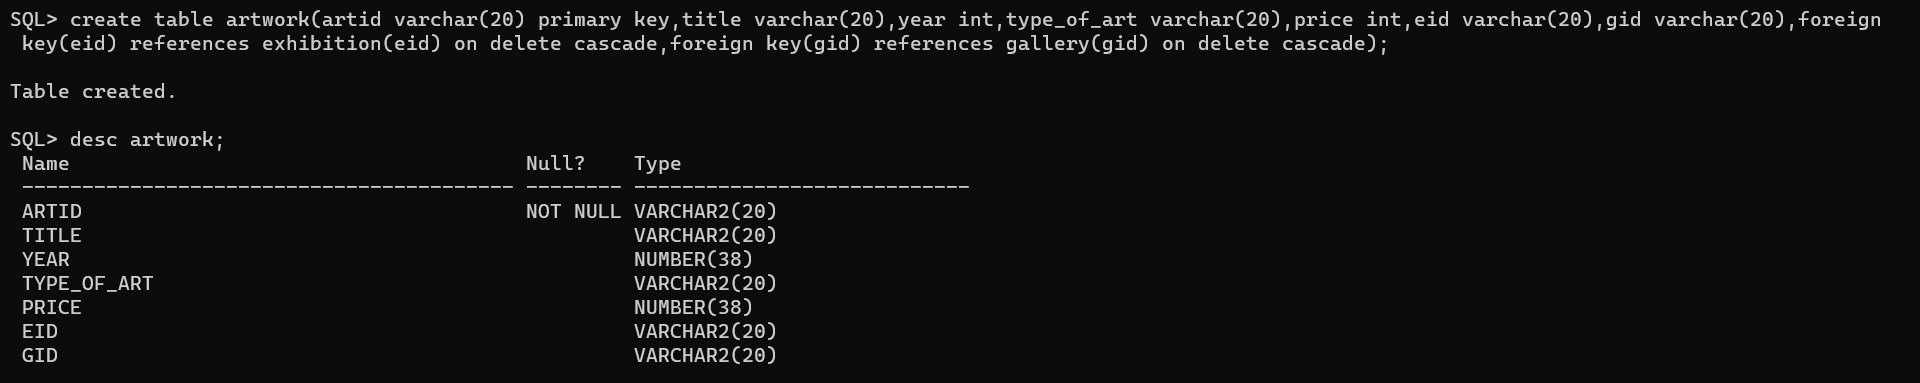 SQL> create table artwork(artid varchar(20) primary key,title varchar(20),year int,type_of_art varchar(20),price int,eid varchar(20),gid varchar(20),foreign
 key(eid) references exhibition(eid) on delete cascade,foreign key(gid) references gallery(gid) on delete cascade);
Table created.
SQL> desc artwork;
 Name                                      Null?    Type
 ----------------------------------------- -------- ----------------------------
 ARTID                                     NOT NULL VARCHAR2(20)
 TITLE                                              VARCHAR2(20)
 YEAR                                               NUMBER(38)
 TYPE_OF_ART                                        VARCHAR2(20)
 PRICE                                              NUMBER(38)
 EID                                                VARCHAR2(20)
 GID                                                VARCHAR2(20)